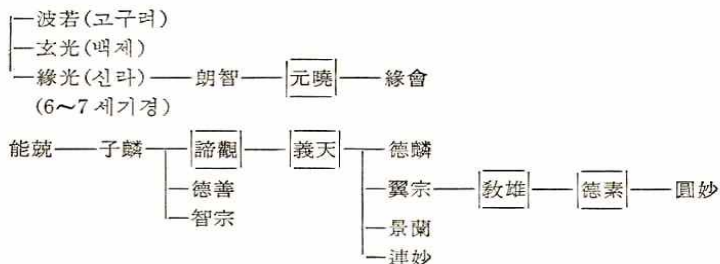 波若(고구려)
玄光(백제)
緣光(신라) 朗智 元曉 緣會
(6～7 세기경)
能兢 子麟 諦觀 義天 德麟
德善 翼宗 敎雄 德素 圓妙
智宗
景蘭
連妙